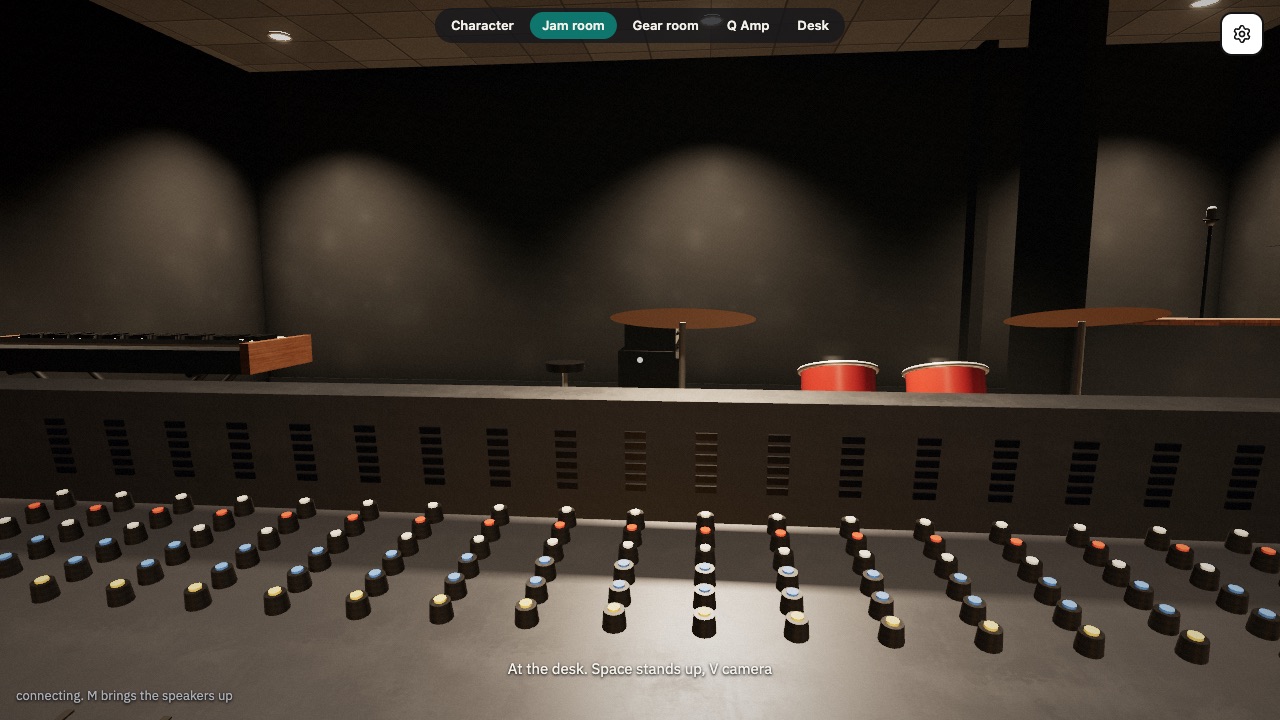 Character Jam room Gear room Q Amp Desk
At the desk. Space stands up, V camera
connecting. M brings the speakers up